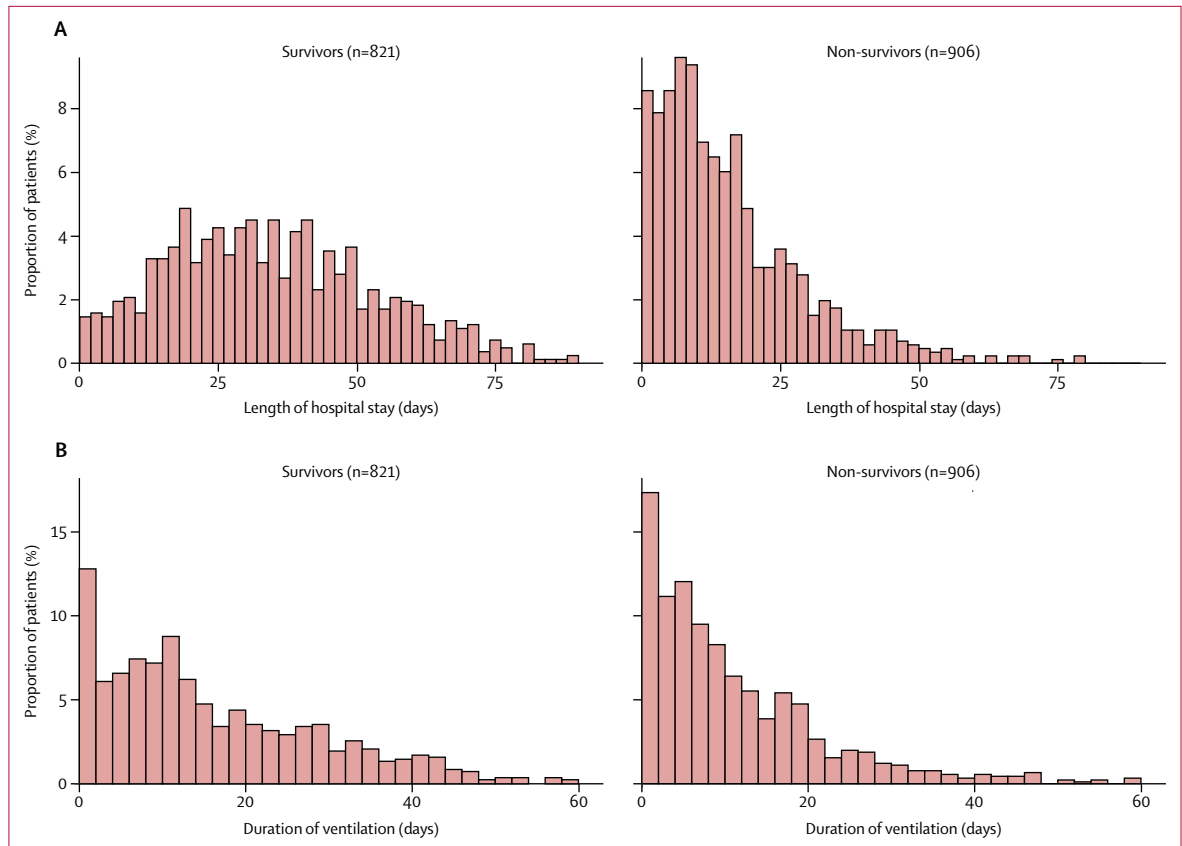 A
Survivors (n=821)
Non-survivors (n=906)
Proportion of patients (%)
8
6
4
2
0
0 25 50 75
0 25 50 75
Length of hospital stay (days)
Length of hospital stay (days)
B
Survivors (n=821)
Non-survivors (n=906)
Proportion of patients (%)
15
10
5
0
0 20 40 60
0 20 40 60
Duration of ventilation (days)
Duration of ventilation (days)